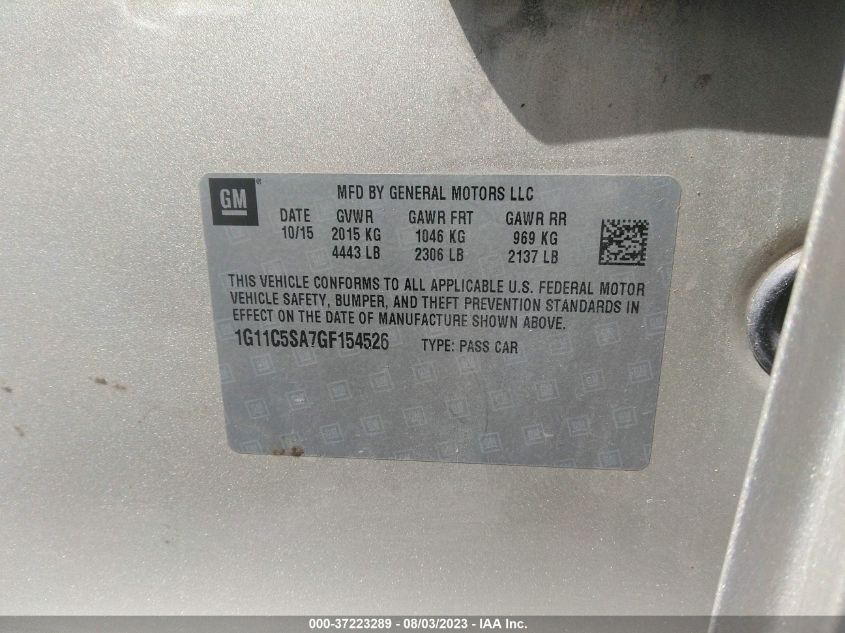 GM
MFD BY GENERAL MOTORS LLC
DATE GVWR GAWR FRT GAWR RR
10/15 2015 KG 1046 KG 969 KG
4443 LB 2306 LB 2137 LB
THIS VEHICLE CONFORMS TO ALL APPLICABLE U.S. FEDERAL MOTOR
VEHICLE SAFETY, BUMPER, AND THEFT PREVENTION STANDARDS IN
EFFECT ON THE DATE OF MANUFACTURE SHOWN ABOVE.
1G11C5SA7GF154526 TYPE: PASS CAR
000-37223289 - 08/03/2023 - IAA Inc.